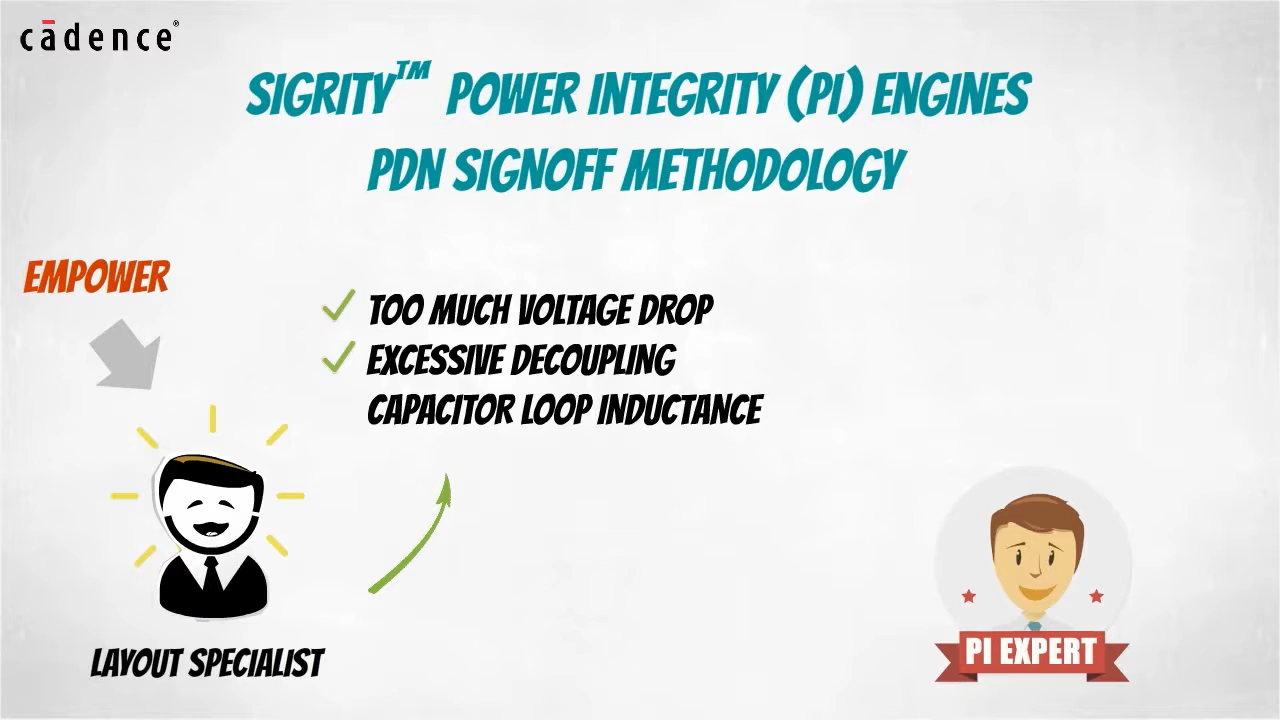 cādence®
SIGRITY™ POWER INTEGRITY (PI) ENGINES
PDN SIGNOFF METHODOLOGY
EMPOWER
TOO MUCH VOLTAGE DROP
EXCESSIVE DECOUPLING
CAPACITOR LOOP INDUCTANCE
LAYOUT SPECIALIST
PI EXPERT